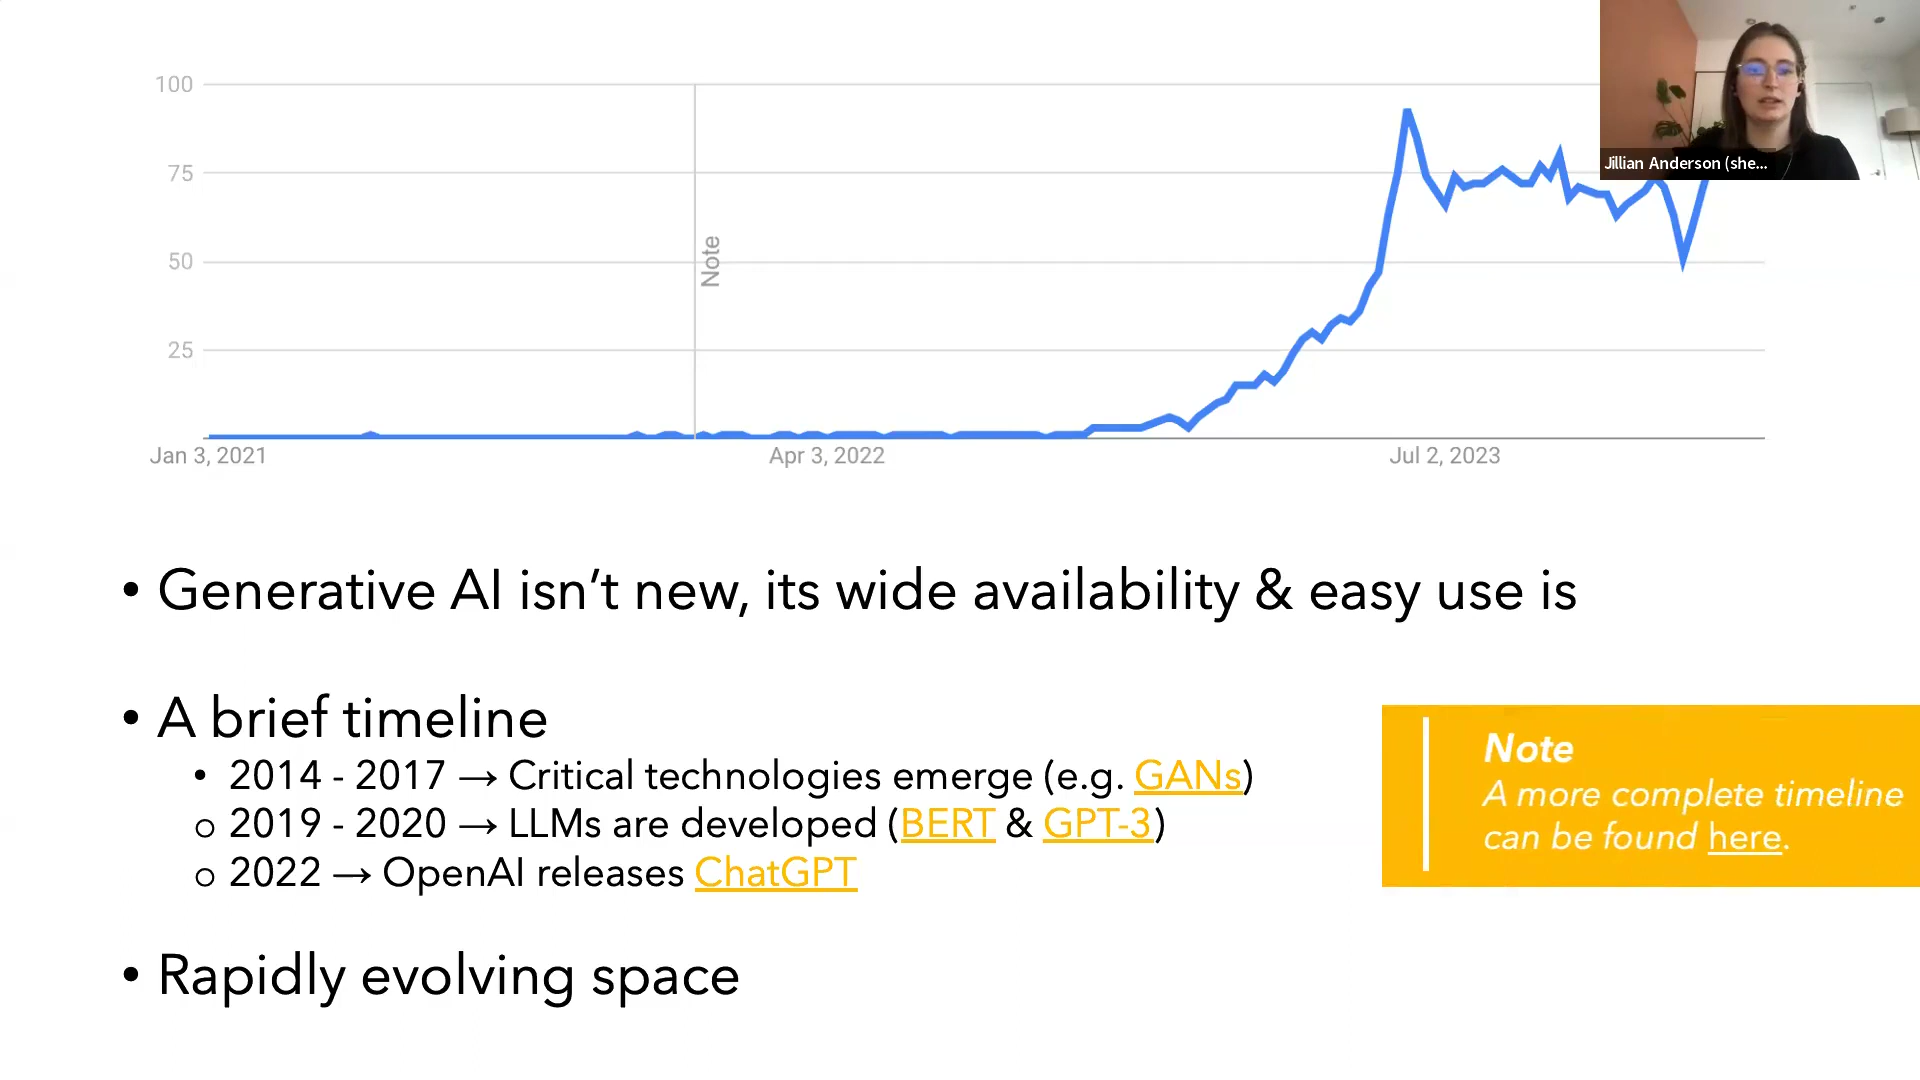 100
75
50
25
Note
Jan 3, 2021
Apr 3, 2022
Jul 2, 2023
Jillian Anderson (she...
• Generative AI isn’t new, its wide availability & easy use is
• A brief timeline
• 2014 - 2017 → Critical technologies emerge (e.g. GANs)
o 2019 - 2020 → LLMs are developed (BERT & GPT-3)
o 2022 → OpenAI releases ChatGPT
• Rapidly evolving space
Note
A more complete timeline
can be found here.